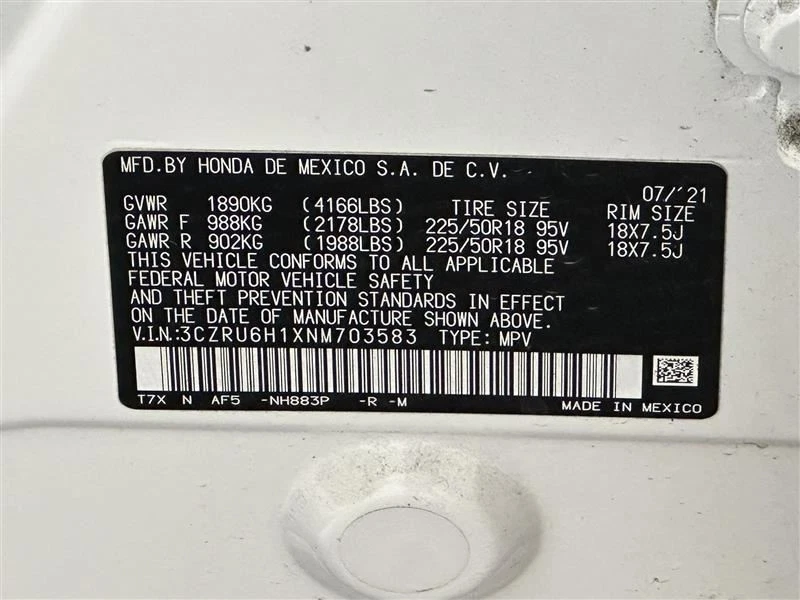 MFD.BY HONDA DE MEXICO S.A. DE C.V.
07/'21
GVWR 1890KG (4166LBS) TIRE SIZE RIM SIZE
GAWR F 988KG (2178LBS) 225/50R18 95V 18X7.5J
GAWR R 902KG (1988LBS) 225/50R18 95V 18X7.5J
THIS VEHICLE CONFORMS TO ALL APPLICABLE
FEDERAL MOTOR VEHICLE SAFETY
AND THEFT PREVENTION STANDARDS IN EFFECT
ON THE DATE OF MANUFACTURE SHOWN ABOVE.
V.I.N.:3CZRU6H1XNM703583 TYPE: MPV
T7X N AF5 -NH883P -R -M MADE IN MEXICO